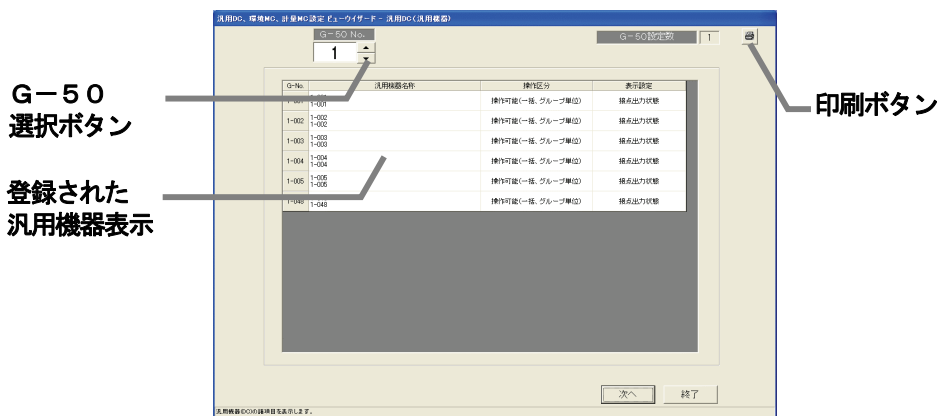 汎用DC、環境MC、計量MC設定 ビューウィザード - 汎用DC(汎用機器)
G-50 No.
1
G-50設定数 1
G-50
選択ボタン
印刷ボタン
登録された
汎用機器表示
G-No. 汎用機器名称 操作区分 表示設定
1-001 1-001 操作可能(一括、グループ単位) 接点出力状態
1-001
1-002 1-002 操作可能(一括、グループ単位) 接点出力状態
1-002
1-003 1-003 操作可能(一括、グループ単位) 接点出力状態
1-003
1-004 1-004 操作可能(一括、グループ単位) 接点出力状態
1-004
1-005 1-005 操作可能(一括、グループ単位) 接点出力状態
1-005
1-048 操作可能(一括、グループ単位) 接点出力状態
1-048
次へ 終了
汎用機器(DC)の諸項目を表示します。